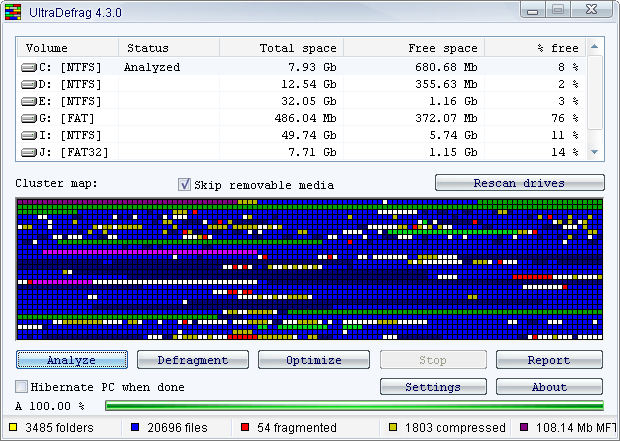 UltraDefrag 4.3.0
Volume Status Total space Free space % free
C: [NTFS] Analyzed 7.93 Gb 680.68 Mb 8 %
D: [NTFS] 12.54 Gb 355.63 Mb 2 %
E: [NTFS] 32.05 Gb 1.16 Gb 3 %
G: [FAT] 486.04 Mb 372.07 Mb 76 %
I: [NTFS] 49.74 Gb 5.74 Gb 11 %
J: [FAT32] 7.71 Gb 1.15 Gb 14 %
Cluster map: Skip removable media Rescan drives
Analyze Defragment Optimize Stop Report
Hibernate PC when done Settings About
A 100.00 %
3485 folders 20696 files 54 fragmented 1803 compressed 108.14 Mb MFT